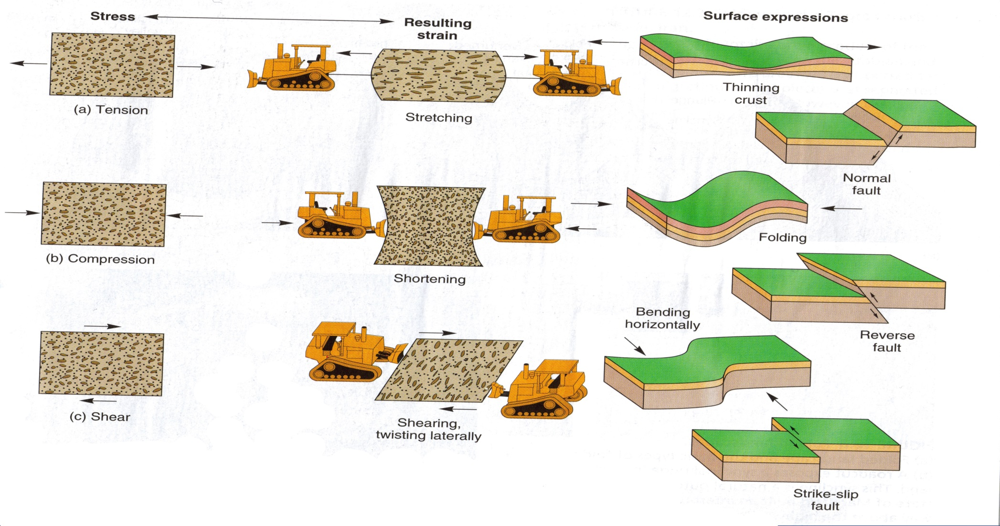 Stress
Resulting
strain
Surface expressions
(a) Tension
Stretching
Thinning
crust
Normal
fault
(b) Compression
Shortening
Folding
Reverse
fault
(c) Shear
Shearing,
twisting laterally
Bending
horizontally
Strike-slip
fault